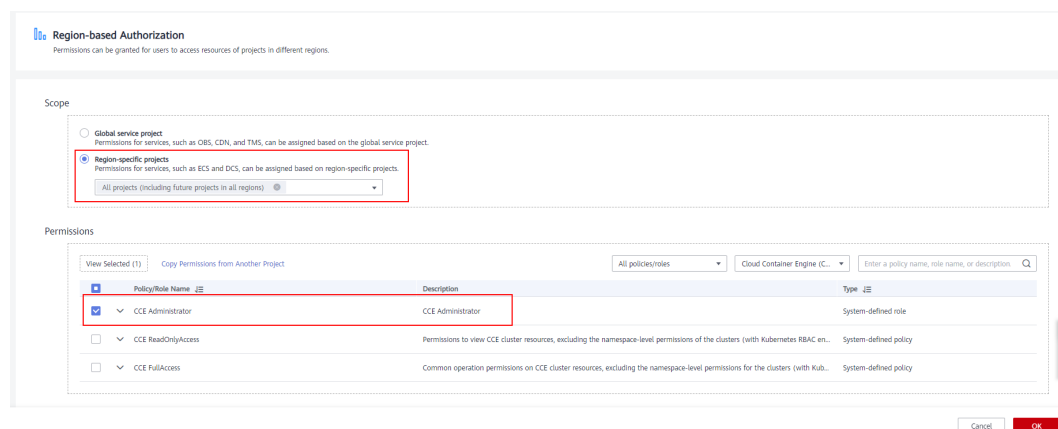 Region-based Authorization
Permissions can be granted for users to access resources of projects in different regions.
Scope
Global service project
Permissions for services, such as OBS, CDN, and TMS, can be assigned based on the global service project.
Region-specific projects
Permissions for services, such as ECS and DCS, can be assigned based on region-specific projects.
All projects (Including future projects in all regions)
Permissions
View Selected (1) Copy Permissions from Another Project All policies/roles Cloud Container Engine (C... Enter a policy name, role name, or description.
Policy/Role Name Description Type
CCE Administrator CCE Administrator System-defined role
CCE ReadOnlyAccess Permissions to view CCE cluster resources, excluding the namespace-level permissions of the clusters (with Kubernetes RBAC en... System-defined policy
CCE FullAccess Common operation permissions on CCE cluster resources, excluding the namespace-level permissions for the clusters (with Kub... System-defined policy
Cancel OK